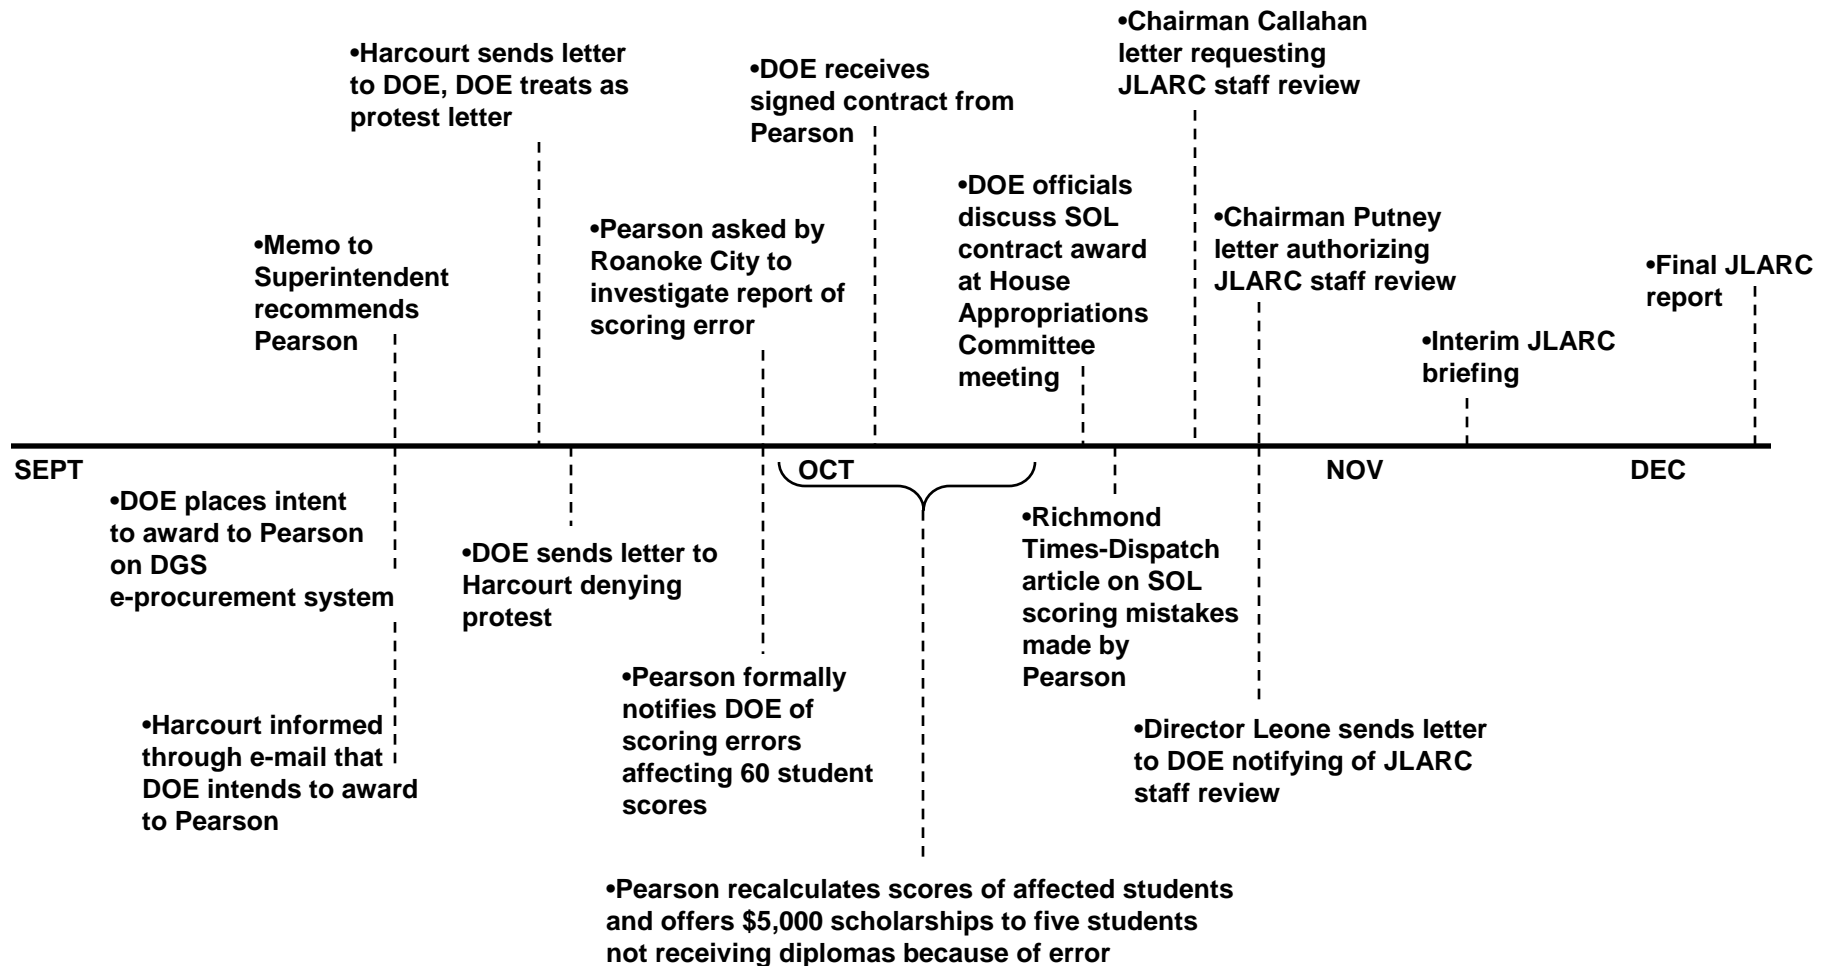 •Chairman Callahan
letter requesting
JLARC staff review
•Harcourt sends letter
to DOE, DOE treats as
protest letter
•DOE receives
signed contract from
Pearson
•DOE officials
discuss SOL
contract award
at House
Appropriations
Committee
meeting
•Chairman Putney
letter authorizing
JLARC staff review
•Pearson asked by
Roanoke City to
investigate report of
scoring error
•Memo to
Superintendent
recommends
Pearson
•Final JLARC
report
•Interim JLARC
briefing
SEPT
OCT
NOV
DEC
•DOE places intent
to award to Pearson
on DGS
e-procurement system
•DOE sends letter to
Harcourt denying
protest
•Richmond
Times-Dispatch
article on SOL
scoring mistakes
made by
Pearson
•Pearson formally
notifies DOE of
scoring errors
affecting 60 student
scores
•Harcourt informed
through e-mail that
DOE intends to award
to Pearson
•Director Leone sends letter
to DOE notifying of JLARC
staff review
•Pearson recalculates scores of affected students
and offers $5,000 scholarships to five students
not receiving diplomas because of error